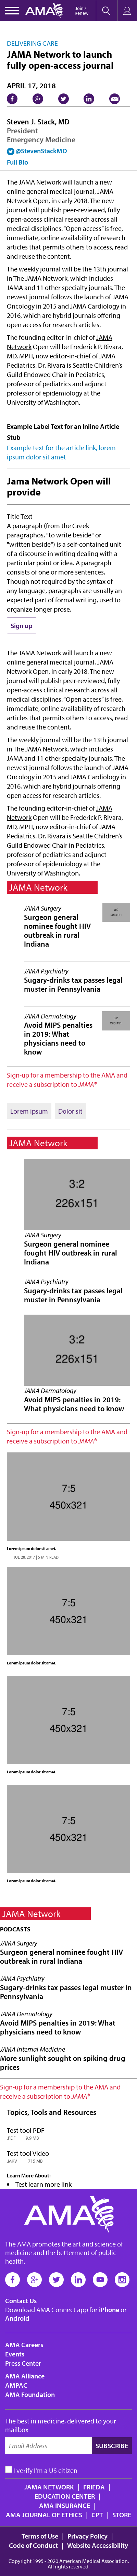 AMA
Join /
Renew
DELIVERING CARE
JAMA Network to launch
fully open-access journal
APRIL 17, 2018
Steven J. Stack, MD
President
Emergency Medicine
@StevenStackMD
Full Bio
JAMA Network will launch a new
online general medical journal, JAMA
Network Open, in early 2018. The new
journal will publish peer-reviewed, fully
open access articles across all medical
disciplines. "Open access" is free,
immediate, online availability of research
articles that permits others to access, read
and reuse the content.
The weekly journal will be the 13th journal
in The JAMA Network, which includes
JAMA and 11 other specialty journals. The
newest journal follows the launch of JAMA
Oncology in 2015 and JAMA Cardiology in
2016, which are hybrid journals offering
open access for research articles.
The founding editor-in-chief of JAMA
Network Open will be Frederick P. Rivara,
MD, MPH, now editor-in-chief of JAMA
Pediatrics. Dr. Rivara is Seattle Children's
Guild Endowed Chair in Pediatrics,
professor of pediatrics and adjunct
professor of epidemiology at the
University of Washington.
Example Label Text for an Inline Article
Stub
Example text for the article link, lorem
ipsum dolor sit amet
Jama Network Open will
provide
Title Text
A paragraph (from the Greek
paragraphos, "to write beside" or
"written beside") is a self-contained unit
of a discourse in writing dealing with a
particular point or idea. A paragraph
consists of one or more sentences.
Though not required by the syntax of
any language, paragraphs are usually an
expected part of formal writing, used to
organize longer prose.
Sign up
JAMA Network will launch a new
online general medical journal, JAMA
Network Open, in early 2018. The new
journal will publish peer-reviewed, fully
open access articles across all medical
disciplines. "Open access" is free,
immediate, online availability of research
articles that permits others to access, read
and reuse the content.
The weekly journal will be the 13th journal
in The JAMA Network, which includes
JAMA and 11 other specialty journals. The
newest journal follows the launch of JAMA
Oncology in 2015 and JAMA Cardiology in
2016, which are hybrid journals offering
open access for research articles.
The founding editor-in-chief of JAMA
Network Open will be Frederick P. Rivara,
MD, MPH, now editor-in-chief of JAMA
Pediatrics. Dr. Rivara is Seattle Children's
Guild Endowed Chair in Pediatrics,
professor of pediatrics and adjunct
professor of epidemiology at the
University of Washington.
JAMA Network
JAMA Surgery
Surgeon general
nominee fought HIV
outbreak in rural
Indiana
JAMA Psychiatry
Sugary-drinks tax passes legal
muster in Pennsylvania
JAMA Dermatology
Avoid MIPS penalties
in 2019: What
physicians need to
know
Sign-up for a membership to the AMA and
receive a subscription to JAMA®
Lorem ipsum
Dolor sit
JAMA Network
3:2
226x151
JAMA Surgery
Surgeon general nominee
fought HIV outbreak in rural
Indiana
JAMA Psychiatry
Sugary-drinks tax passes legal
muster in Pennsylvania
3:2
226x151
JAMA Dermatology
Avoid MIPS penalties in 2019:
What physicians need to know
Sign-up for a membership to the AMA and
receive a subscription to JAMA®
7:5
450x321
Lorem ipsum dolor sit amet.
JUL 28, 2017 | 5 MIN READ
7:5
450x321
Lorem ipsum dolor sit amet.
7:5
450x321
Lorem ipsum dolor sit amet.
7:5
450x321
Lorem ipsum dolor sit amet.
JAMA Network
PODCASTS
JAMA Surgery
Surgeon general nominee fought HIV
outbreak in rural Indiana
JAMA Psychiatry
Sugary-drinks tax passes legal muster in
Pennsylvania
JAMA Dermatology
Avoid MIPS penalties in 2019: What
physicians need to know
JAMA Internal Medicine
More sunlight sought on spiking drug
prices
Sign-up for a membership to the AMA and
receive a subscription to JAMA®
Topics, Tools and Resources
Test tool PDF
Test tool Video
Learn More About:
Test learn more link
AMA
The AMA promotes the art and science of
medicine and the betterment of public
health.
Contact Us
Download AMA Connect app for iPhone or
Android
AMA Careers
Events
Press Center
AMA Alliance
AMPAC
AMA Foundation
The best in medicine, delivered to your
mailbox
Email Address
SUBSCRIBE
I verify I'm a US citizen
JAMA NETWORK | FRIEDA |
EDUCATION CENTER |
AMA INSURANCE |
AMA JOURNAL OF ETHICS | CPT | STORE
Terms of Use | Privacy Policy |
Code of Conduct | Website Accessibility
Copyright 1995 - 2020 American Medical Association.
All rights reserved.